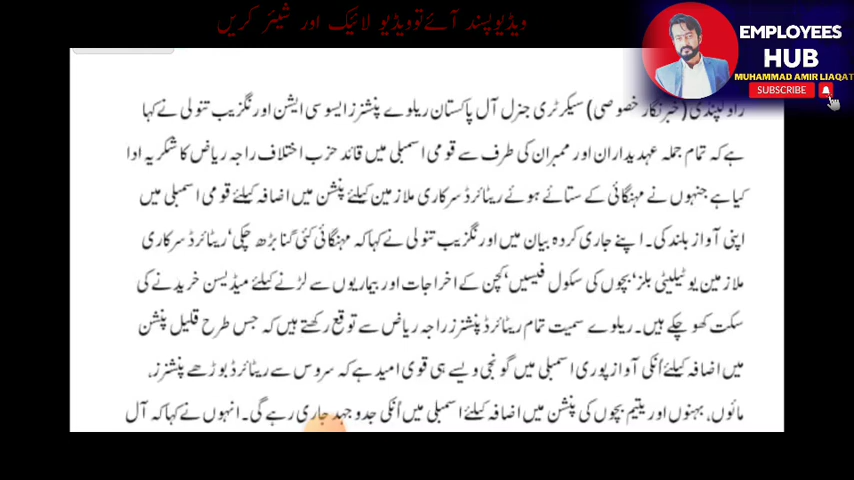 ویڈیو پسند آئے تو ویڈیو لائیک اور شیئر کریں
EMPLOYEES
HUB
MUHAMMAD AMIR LIAQAT
SUBSCRIBE
راولپنڈی (خبرنگار خصوصی) سیکرٹری جنرل آل پاکستان ریلوے پنشنرز ایسوسی ایشن اورنگزیب تنولی نے کہا
ہے کہ تمام جملہ عہدیداران اور ممبران کی طرف سے قومی اسمبلی میں قائد حزب اختلاف راجہ ریاض کا شکریہ ادا
کیا ہے جنہوں نے مہنگائی کے ستائے ہوئے ریٹائرڈ سرکاری ملازمین کیلئے پنشن میں اضافہ کیلئے قومی اسمبلی میں
اپنی آواز بلند کی۔ اپنے جاری کردہ بیان میں اورنگزیب تنولی نے کہا کہ مہنگائی کئی گنا بڑھ چکی‘ ریٹائرڈ سرکاری
ملازمین یوٹیلیٹی بلز‘ بچوں کی سکول فیسیں‘ کچن کے اخراجات اور بیماریوں سے لڑنے کیلئے میڈیسن خریدنے کی
سکت کھو چکے ہیں۔ ریلوے سمیت تمام ریٹائرڈ پنشنرز راجہ ریاض سے توقع رکھتے ہیں کہ جس طرح قلیل پنشن
میں اضافہ کیلئے اُنکی آواز پوری اسمبلی میں گونجی ویسے ہی قوی امید ہے کہ سروس سے ریٹائرڈ بوڑھے پنشنرز،
مائوں، بہنوں اور یتیم بچوں کی پنشن میں اضافہ کیلئے اسمبلی میں اُنکی جدوجہد جاری رہے گی۔ انہوں نے کہا کہ آل